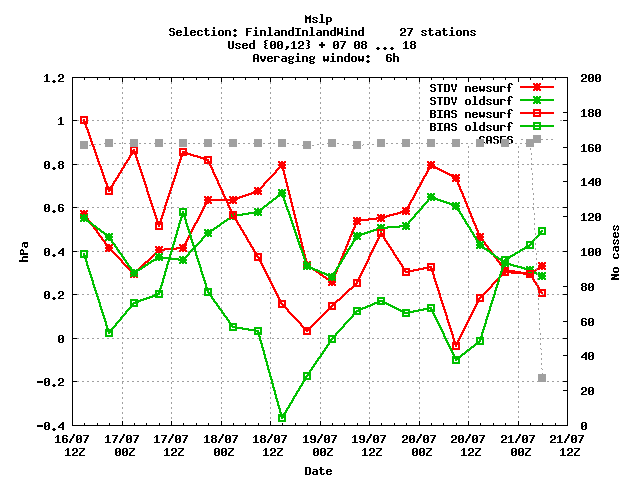 Mslp
Selection: FinlandInlandWind 27 stations
Used {00,12} + 07 08 ... 18
Averaging window: 6h
STDV newsurf
STDV oldsurf
BIAS newsurf
BIAS oldsurf
CASES
1.2
1
0.8
0.6
0.4
0.2
0
-0.2
-0.4
hPa
200
180
160
140
120
100
80
60
40
20
0
No cases
16/07 17/07 17/07 18/07 18/07 19/07 19/07 20/07 20/07 21/07 21/07
12Z 00Z 12Z 00Z 12Z 00Z 12Z 00Z 12Z 00Z 12Z
Date